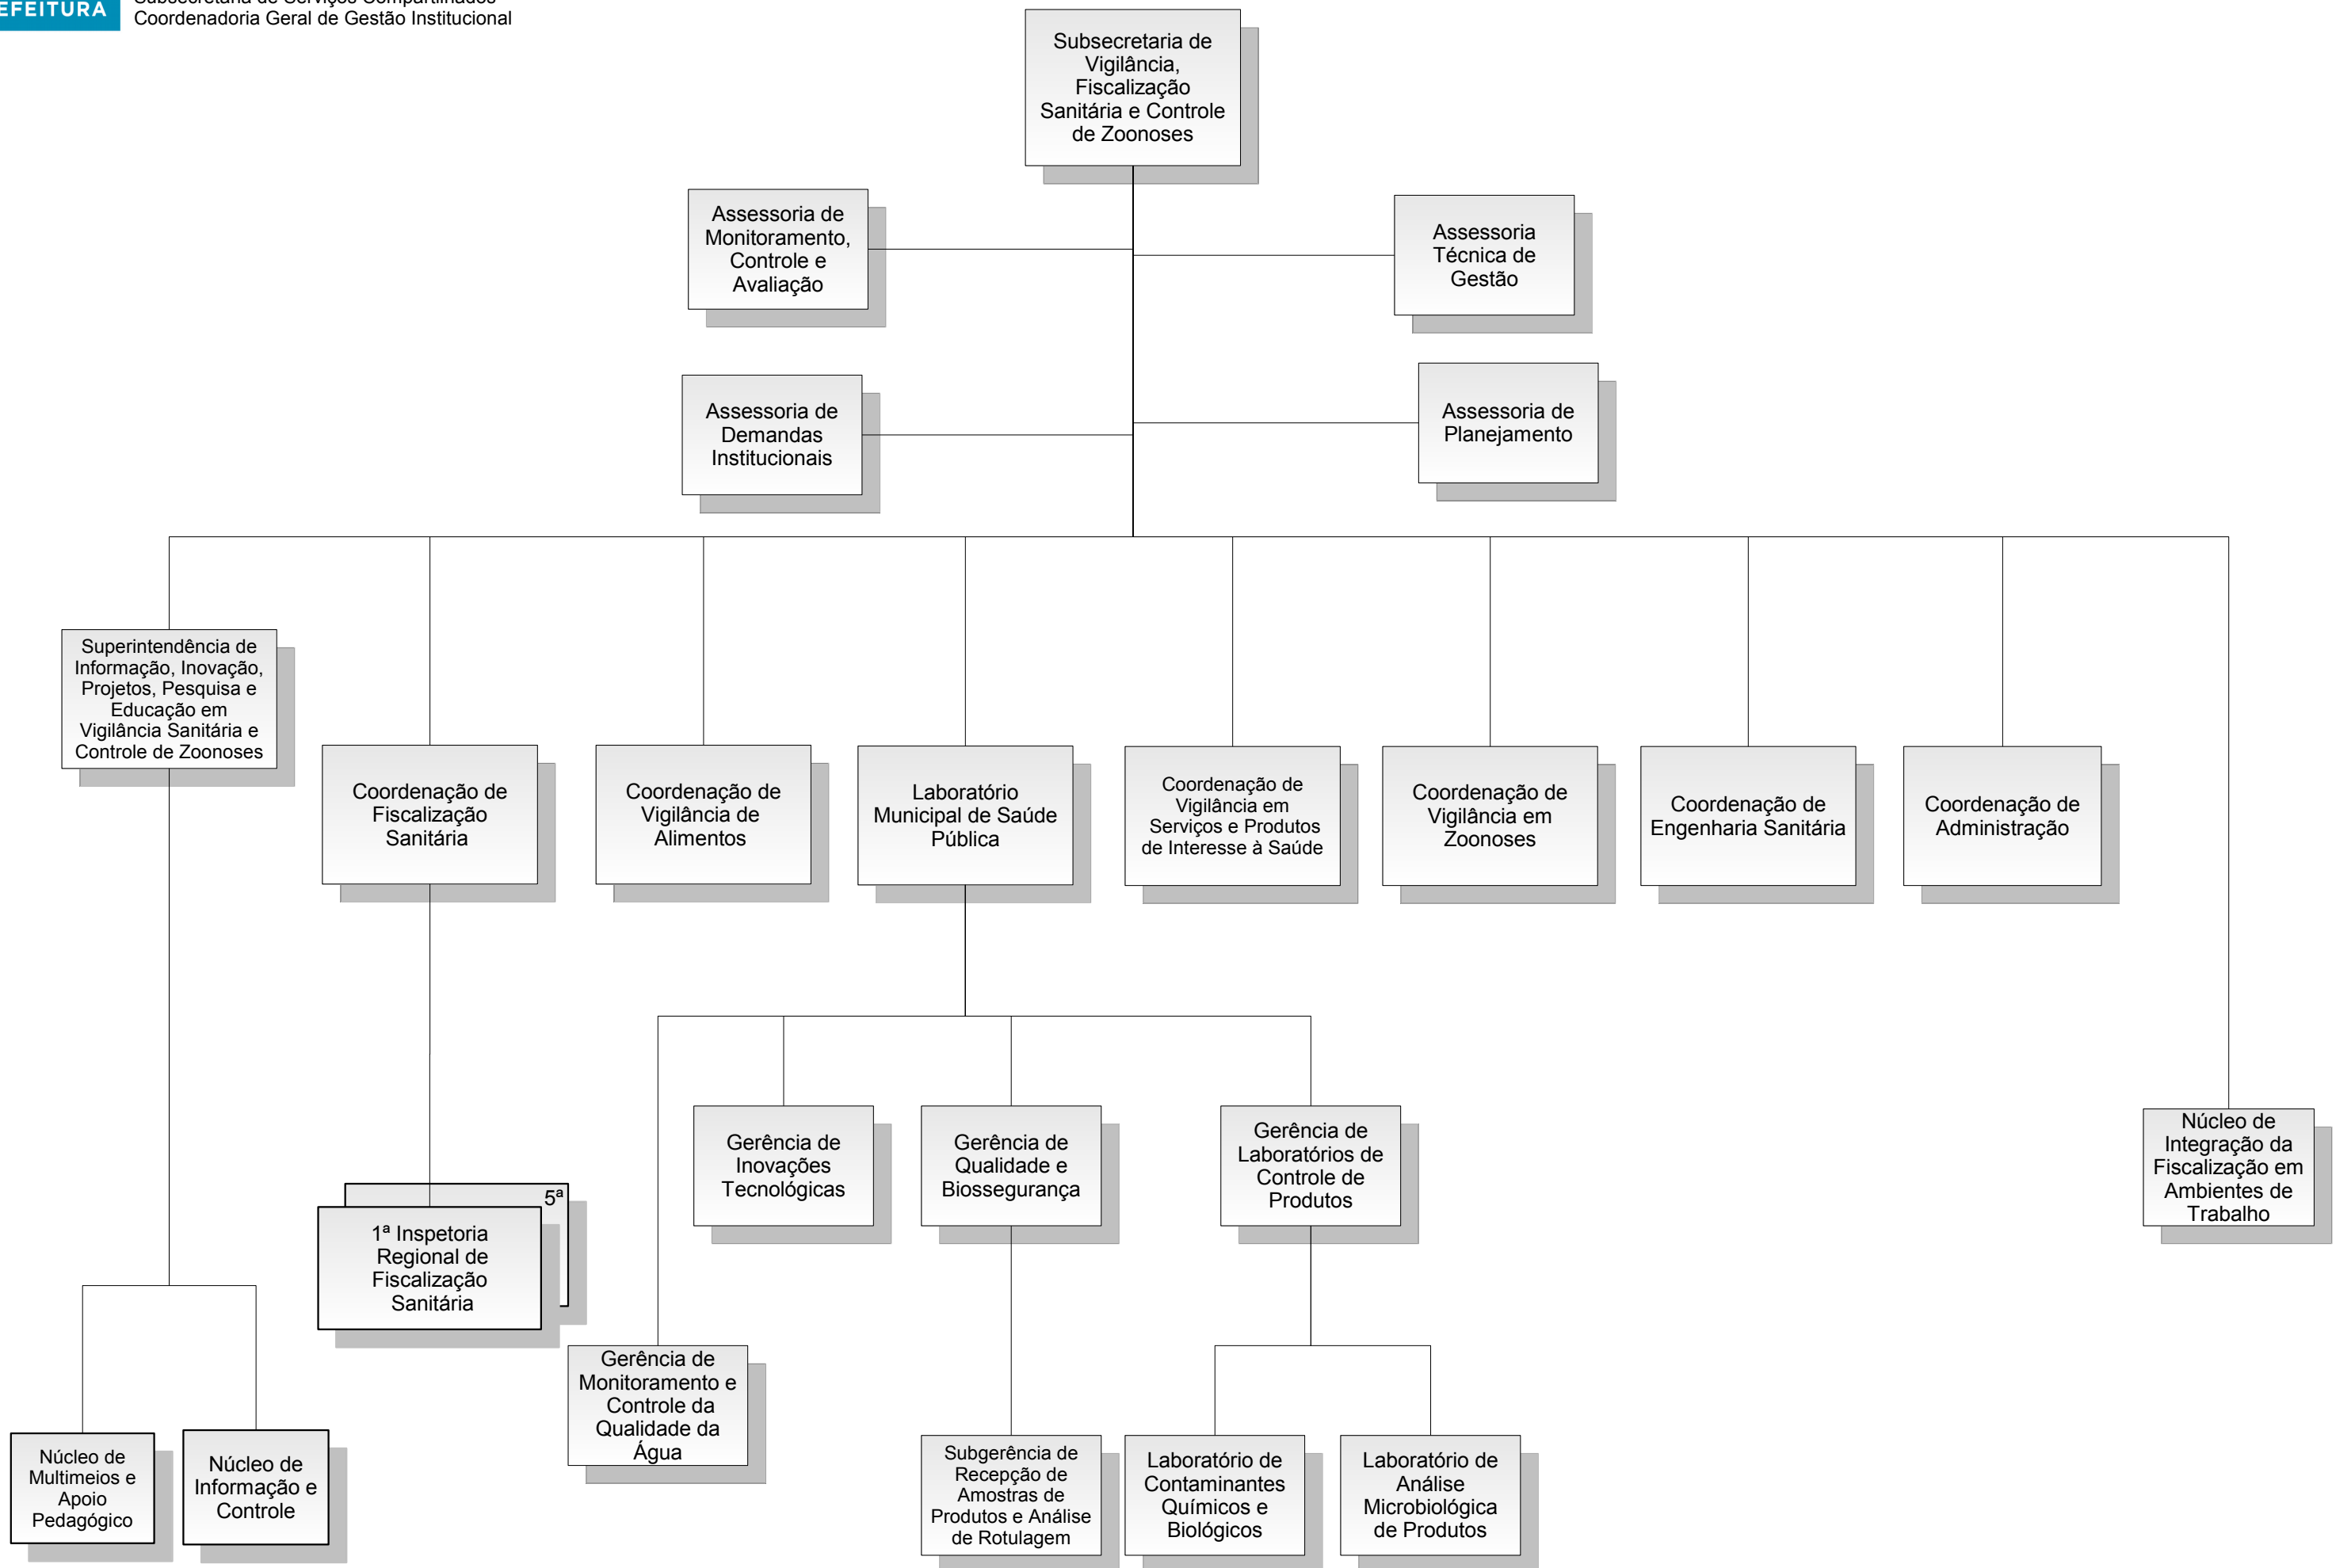 Coordenadoria Geral de Gestão Institucional
Subsecretaria de
Vigilância,
Fiscalização
Sanitária e Controle
de Zoonoses
Assessoria de
Monitoramento,
Controle e
Avaliação
Assessoria
Técnica de
Gestão
Assessoria de
Demandas
Institucionais
Assessoria de
Planejamento
Superintendência de
Informação, Inovação,
Projetos, Pesquisa e
Educação em
Vigilância Sanitária e
Controle de Zoonoses
Coordenação de
Fiscalização
Sanitária
Coordenação de
Vigilância de
Alimentos
Laboratório
Municipal de Saúde
Pública
Coordenação de
Vigilância em
Serviços e Produtos
de Interesse à Saúde
Coordenação de
Vigilância em
Zoonoses
Coordenação de
Engenharia Sanitária
Coordenação de
Administração
Gerência de
Inovações
Tecnológicas
Gerência de
Qualidade e
Biossegurança
Gerência de
Laboratórios de
Controle de
Produtos
Núcleo de
Integração da
Fiscalização em
Ambientes de
Trabalho
5ª
1ª Inspetoria
Regional de
Fiscalização
Sanitária
Gerência de
Monitoramento e
Controle da
Qualidade da
Água
Núcleo de
Multimeios e
Apoio
Pedagógico
Núcleo de
Informação e
Controle
Subgerência de
Recepção de
Amostras de
Produtos e Análise
de Rotulagem
Laboratório de
Contaminantes
Químicos e
Biológicos
Laboratório de
Análise
Microbiológica
de Produtos